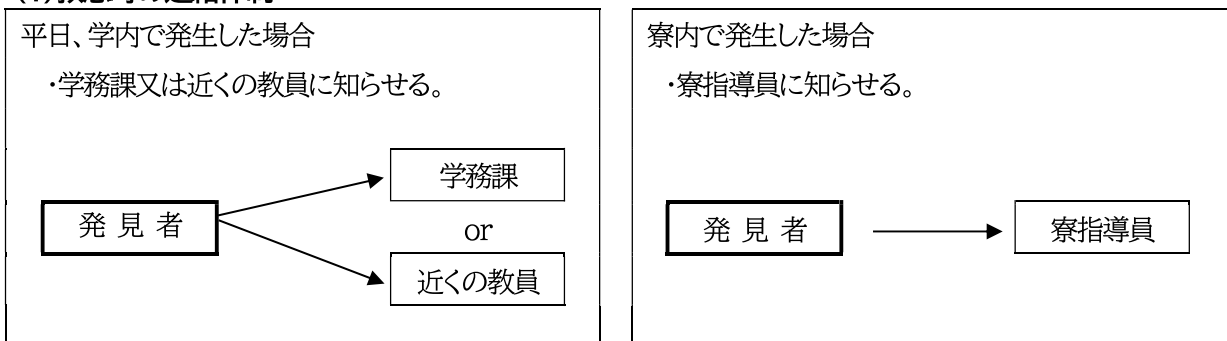 平日、学内で発生した場合
・学務課又は近くの教員に知らせる。
発 見 者
学務課
or
近くの教員
寮内で発生した場合
・寮指導員に知らせる。
発 見 者
寮指導員